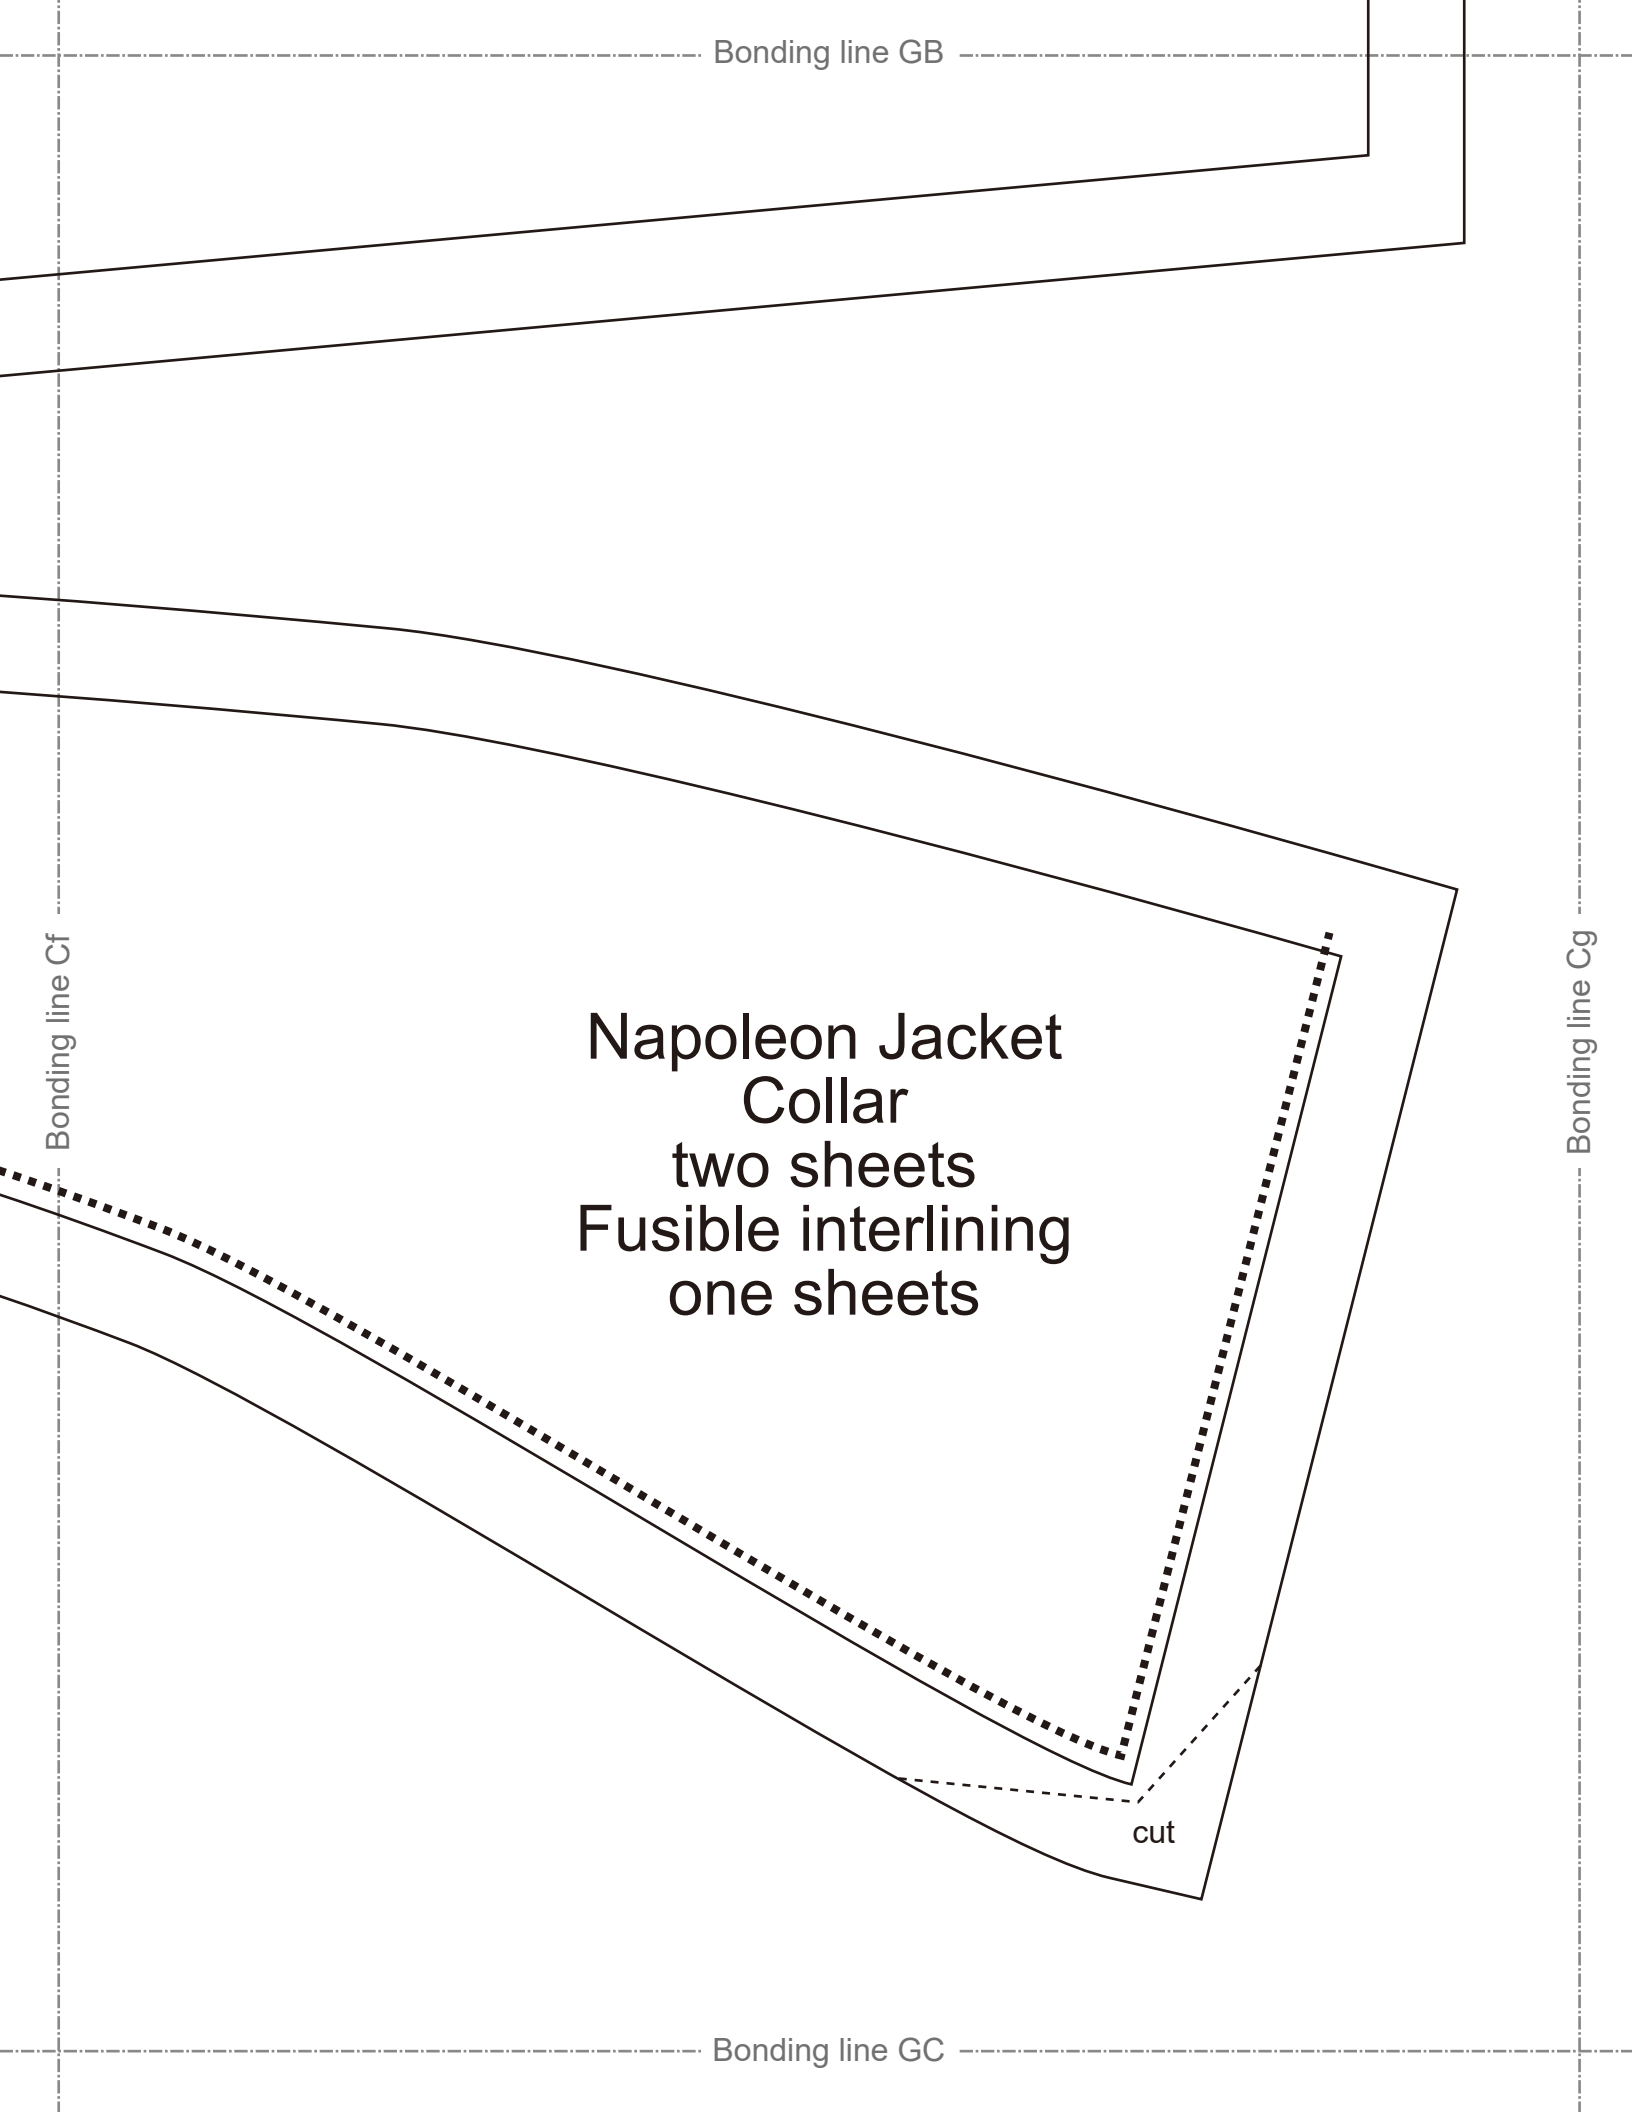 Bonding line GB
Bonding line Cf
Bonding line Cg
Napoleon Jacket
Collar
two sheets
Fusible interlining
one sheets
cut
Bonding line GC